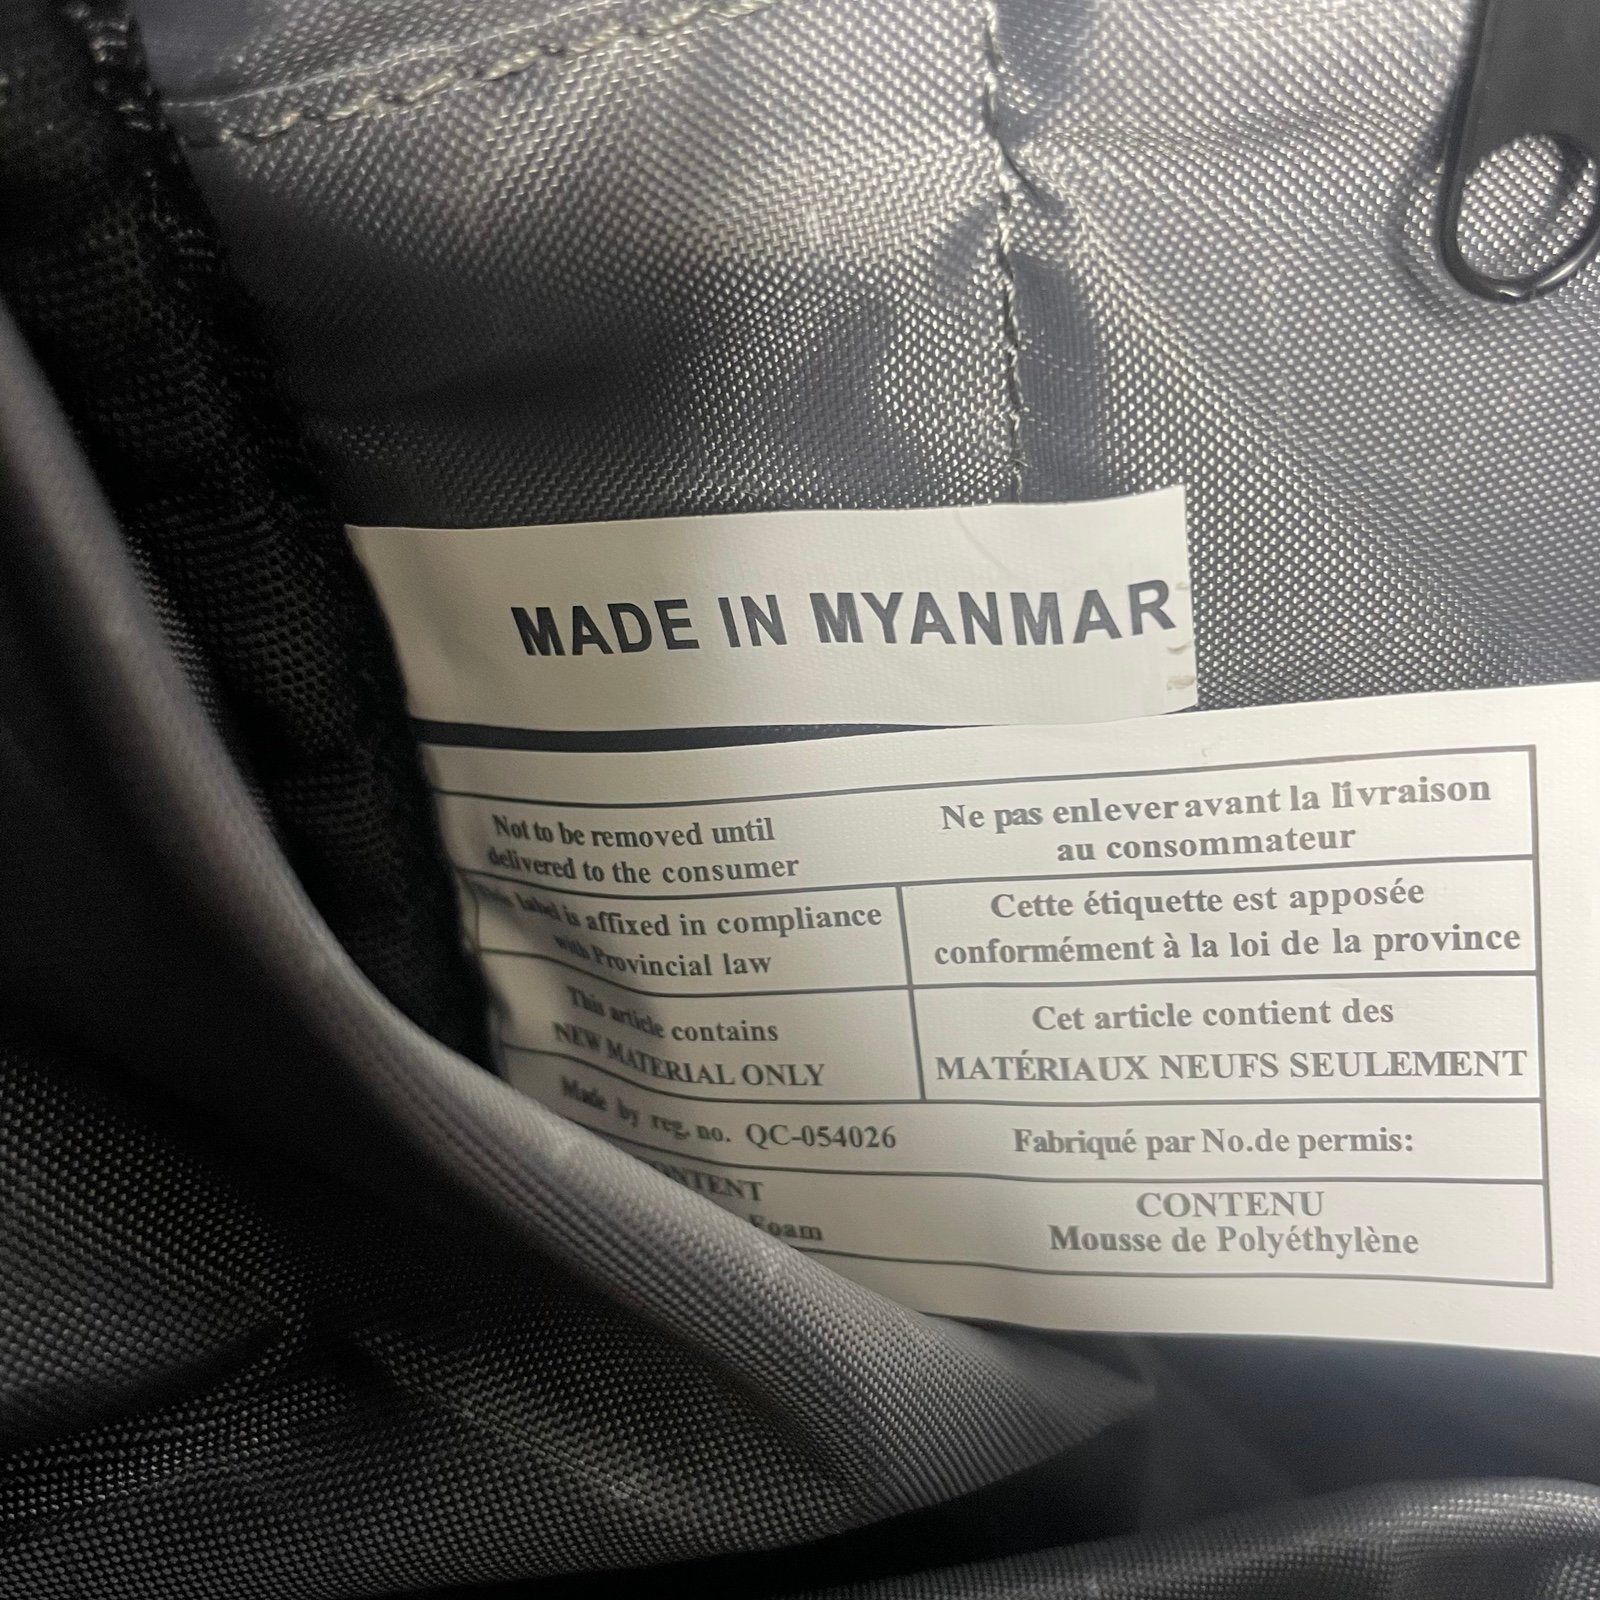 MADE IN MYANMAR
Not to be removed until
delivered to the consumer
Ne pas enlever avant la livraison
au consommateur
This label is affixed in compliance
with Provincial law
Cette étiquette est apposée
conformément à la loi de la province
This article contains
NEW MATERIAL ONLY
Cet article contient des
MATÉRIAUX NEUFS SEULEMENT
Made by reg. no. QC-054026
Fabriqué par No.de permis:
CONTENT
Foam
CONTENU
Mousse de Polyéthylène